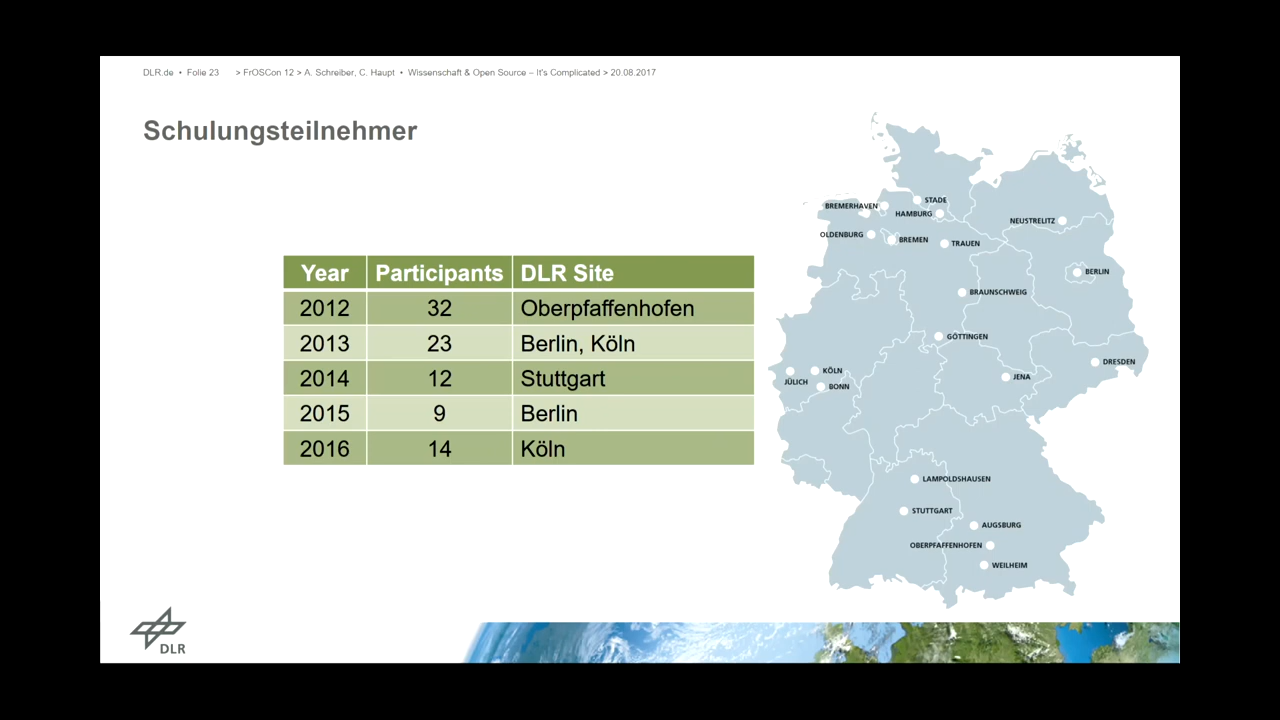 DLR.de • Folie 23 > FrOSCon 12 > A. Schreiber, C. Haupt • Wissenschaft & Open Source – It's Complicated > 20.08.2017
Schulungsteilnehmer
Year Participants DLR Site
2012 32 Oberpfaffenhofen
2013 23 Berlin, Köln
2014 12 Stuttgart
2015 9 Berlin
2016 14 Köln
STADE
BREMERHAVEN
HAMBURG
NEUSTRELITZ
OLDENBURG
BREMEN
TRAUEN
BERLIN
BRAUNSCHWEIG
GÖTTINGEN
DRESDEN
KÖLN
JENA
JÜLICH
BONN
LAMPOLDSHAUSEN
STUTTGART
AUGSBURG
OBERPFAFFENHOFEN
WEILHEIM
DLR